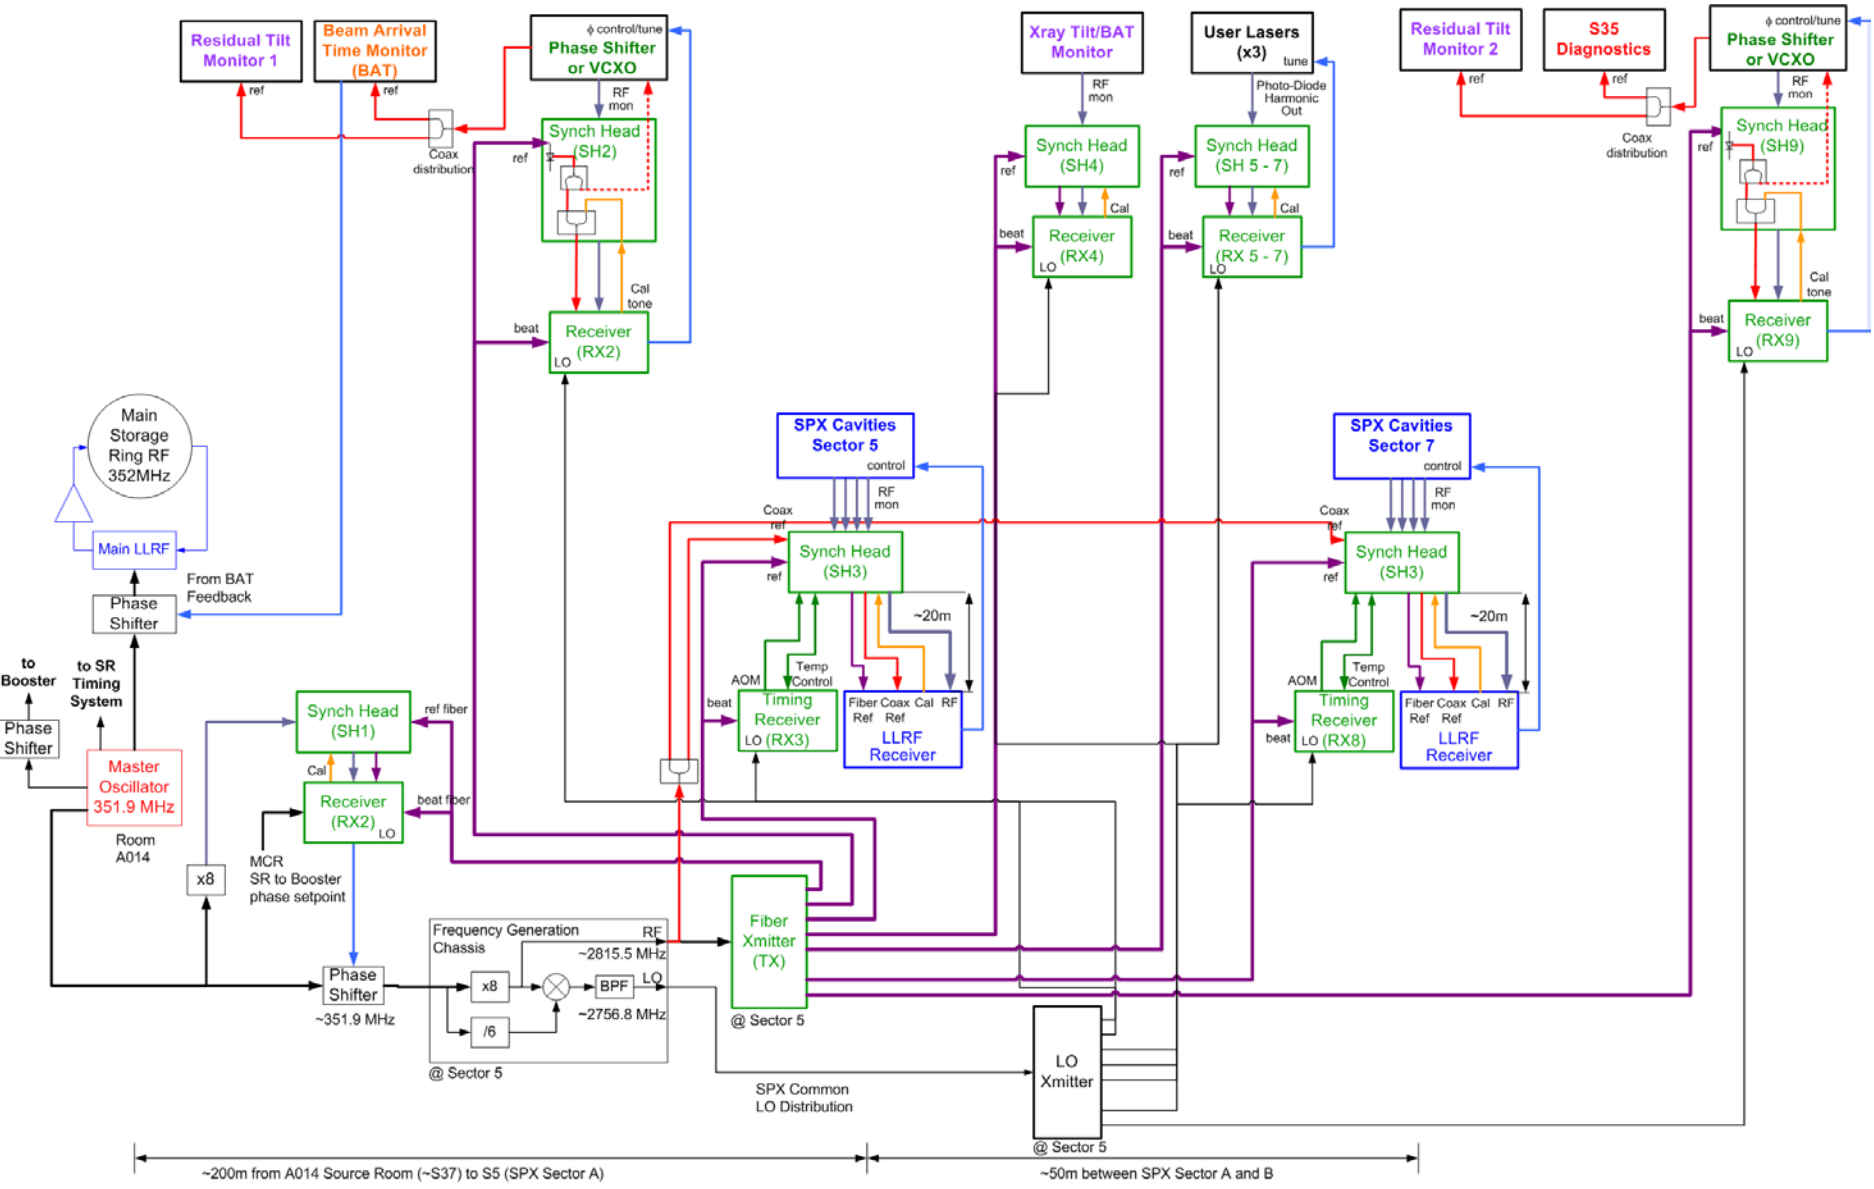 Residual Tilt
Monitor 1
ref
Beam Arrival
Time Monitor
(BAT)
ref
ϕ control/tune
Phase Shifter
or VCXO
RF
mon
Coax
distribution
Synch Head
(SH2)
ref
Cal
tone
beat
Receiver
(RX2)
LO
Xray Tilt/BAT
Monitor
RF
mon
Synch Head
(SH4)
ref
Cal
beat
Receiver
(RX4)
LO
User Lasers
(x3)
tune
Photo-Diode
Harmonic
Out
Synch Head
(SH 5 - 7)
ref
Cal
beat
Receiver
(RX 5 - 7)
LO
Residual Tilt
Monitor 2
ref
S35
Diagnostics
ref
ϕ control/tune
Phase Shifter
or VCXO
RF
mon
Coax
distribution
Synch Head
(SH9)
ref
Cal
tone
beat
Receiver
(RX9)
LO
Main
Storage
Ring RF
352MHz
Main LLRF
From BAT
Feedback
Phase
Shifter
to
Booster
to SR
Timing
System
Phase
Shifter
Master
Oscillator
351.9 MHz
Room
A014
Synch Head
(SH1)
ref fiber
Cal
Receiver
(RX2)
LO
beat fiber
MCR
SR to Booster
phase setpoint
x8
Phase
Shifter
~351.9 MHz
Frequency Generation
Chassis
RF
~2815.5 MHz
x8
BPF
LO
~2756.8 MHz
/6
@ Sector 5
SPX Cavities
Sector 5
control
RF
mon
Coax
ref
Synch Head
(SH3)
ref
~20m
AOM
Temp
Control
beat
Timing
Receiver
LO
(RX3)
Fiber
Ref
Coax
Ref
Cal
RF
LLRF
Receiver
SPX Cavities
Sector 7
control
RF
mon
Coax
ref
Synch Head
(SH3)
ref
~20m
AOM
Temp
Control
beat
Timing
Receiver
LO
(RX8)
Fiber
Ref
Coax
Ref
Cal
RF
LLRF
Receiver
Fiber
Xmitter
(TX)
@ Sector 5
SPX Common
LO Distribution
LO
Xmitter
@ Sector 5
~200m from A014 Source Room (~S37) to S5 (SPX Sector A)
~50m between SPX Sector A and B